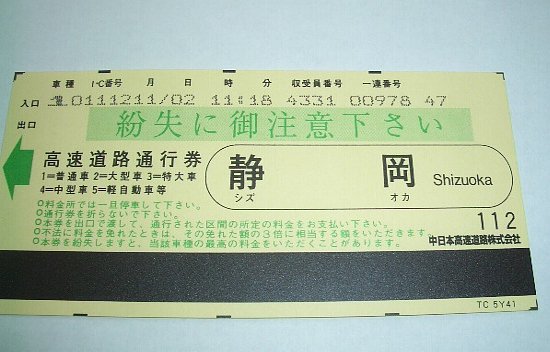 車種 I・C番号 月 日 時 分 収受員番号 一連番号
入口 0111211/02 11:18 4331 00978 47
出口
紛失に御注意下さい
高速道路通行券
1=普通車 2=大型車 3=特大車
4=中型車 5=軽自動車等
静 岡 Shizuoka
シズ オカ
○料金所では一旦停車して下さい。
○通行券を折らないで下さい。
○本券を出口で渡して、通行された区間の所定の料金をお支払い下さい。
○不法に料金を免れたときは、その免れた額の3倍に相当する額をいただきます。
○本券を紛失しますと、当該車種の最高の料金をいただくことがあります。
112
中日本高速道路株式会社
TC 5Y41